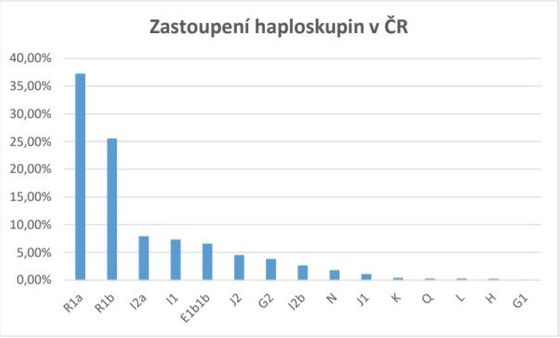 Zastoupení haploskupin v ČR
40,00%
35,00%
30,00%
25,00%
20,00%
15,00%
10,00%
5,00%
0,00%
R1a
R1b
I2a
I1
E1b1b
J2
G2
I2b
N
J1
K
Q
L
H
G1